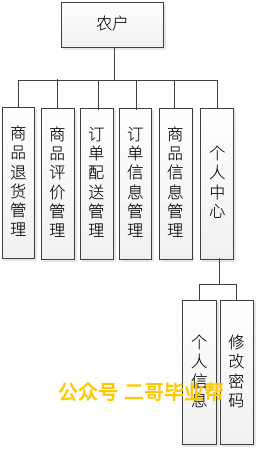 农户
商品退货管理
商品评价管理
订单配送管理
订单信息管理
商品信息管理
个人中心
个人信息
修改密码
公众号 二哥毕业帮